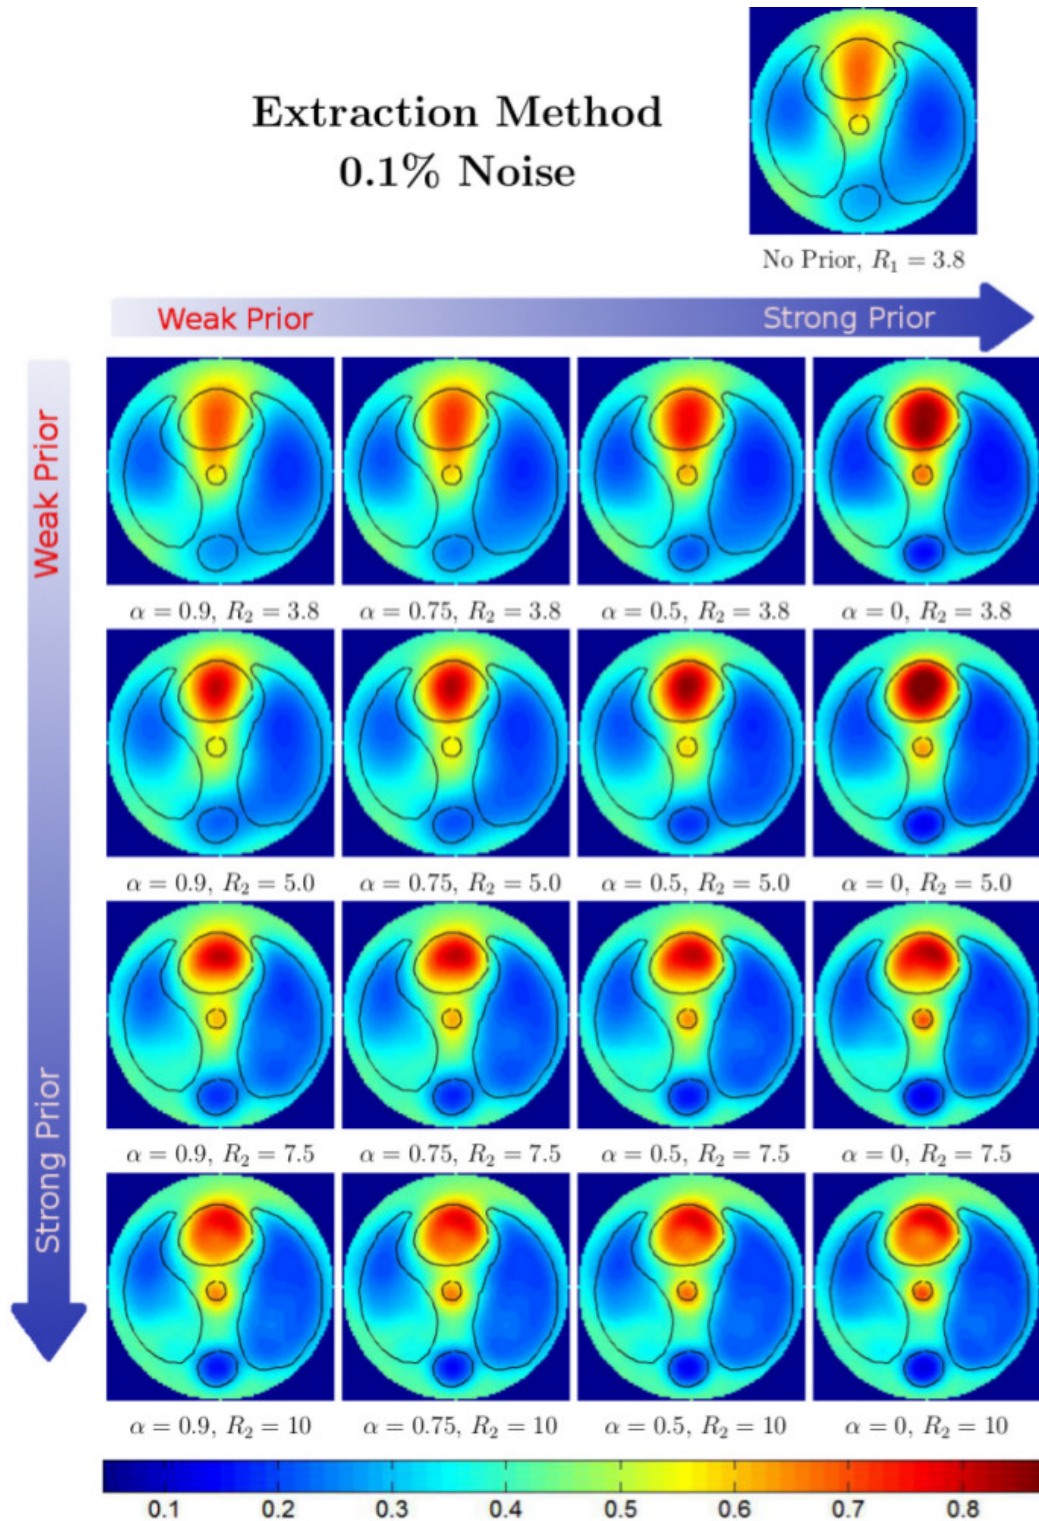 Extraction Method
0.1% Noise
No Prior, R₁ = 3.8
Weak Prior
Strong Prior
Weak Prior
Strong Prior
α = 0.9, R₂ = 3.8
α = 0.75, R₂ = 3.8
α = 0.5, R₂ = 3.8
α = 0, R₂ = 3.8
α = 0.9, R₂ = 5.0
α = 0.75, R₂ = 5.0
α = 0.5, R₂ = 5.0
α = 0, R₂ = 5.0
α = 0.9, R₂ = 7.5
α = 0.75, R₂ = 7.5
α = 0.5, R₂ = 7.5
α = 0, R₂ = 7.5
α = 0.9, R₂ = 10
α = 0.75, R₂ = 10
α = 0.5, R₂ = 10
α = 0, R₂ = 10
0.1 0.2 0.3 0.4 0.5 0.6 0.7 0.8